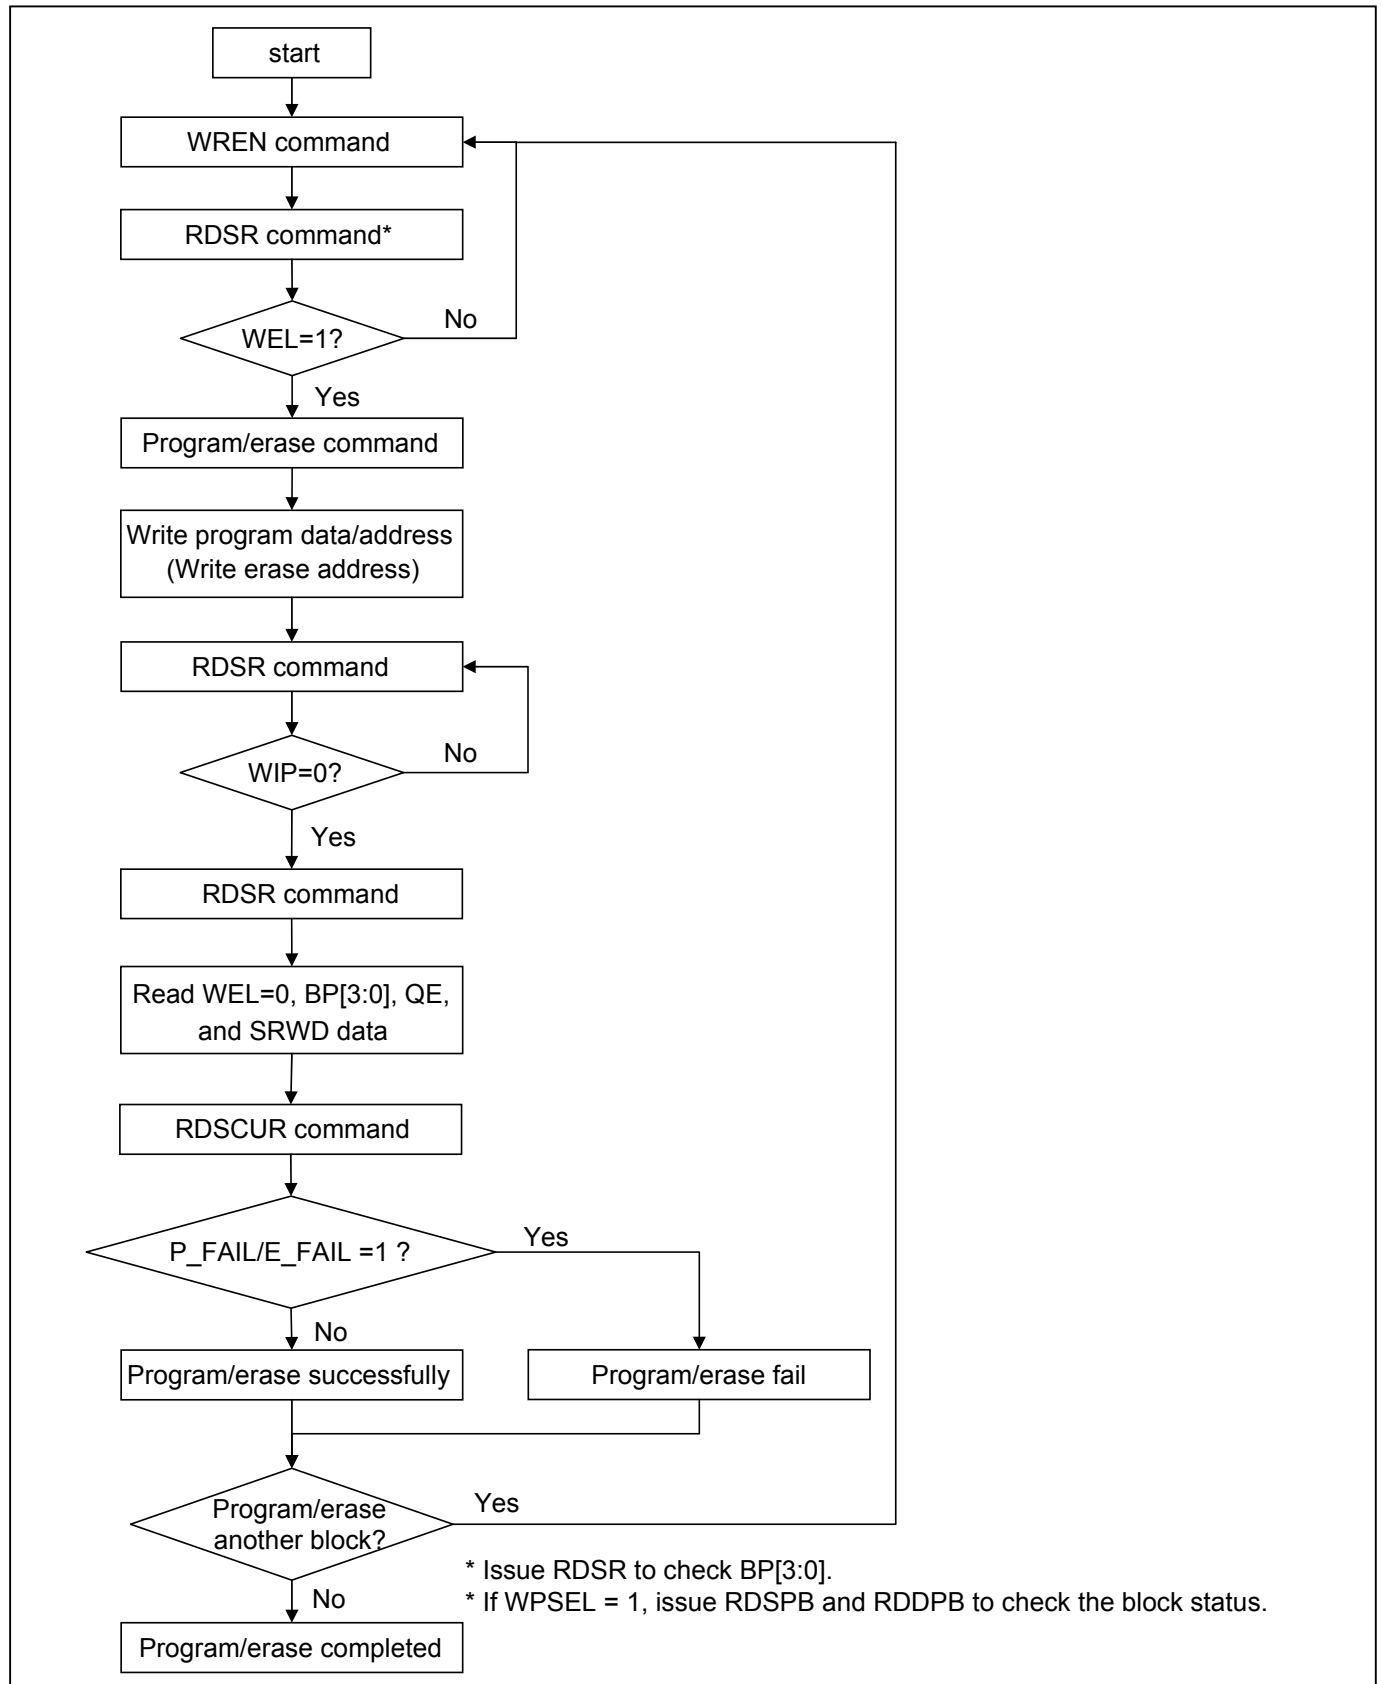 start
WREN command
RDSR command*
WEL=1?
No
Yes
Program/erase command
Write program data/address
(Write erase address)
RDSR command
WIP=0?
No
Yes
RDSR command
Read WEL=0, BP[3:0], QE,
and SRWD data
RDSCUR command
P_FAIL/E_FAIL =1 ?
Yes
No
Program/erase successfully
Program/erase fail
Program/erase
another block?
Yes
* Issue RDSR to check BP[3:0].
* If WPSEL = 1, issue RDSPB and RDDPB to check the block status.
No
Program/erase completed